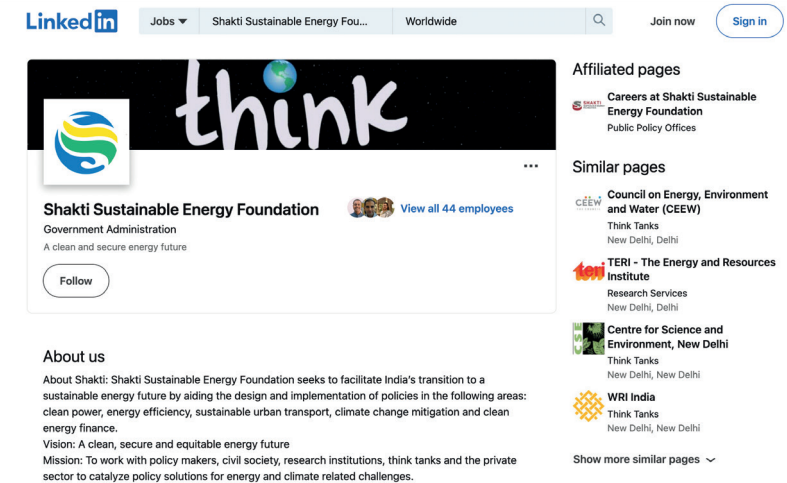 LinkedIn
Jobs
Shakti Sustainable Energy Fou...
Worldwide
Join now
Sign in
think
Shakti Sustainable Energy Foundation
View all 44 employees
Government Administration
A clean and secure energy future
Follow
About us
About Shakti: Shakti Sustainable Energy Foundation seeks to facilitate India's transition to a
sustainable energy future by aiding the design and implementation of policies in the following areas:
clean power, energy efficiency, sustainable urban transport, climate change mitigation and clean
energy finance.
Vision: A clean, secure and equitable energy future
Mission: To work with policy makers, civil society, research institutions, think tanks and the private
sector to catalyze policy solutions for energy and climate related challenges.
Affiliated pages
SHAKTI
Careers at Shakti Sustainable
Energy Foundation
Public Policy Offices
Similar pages
CEEW
Council on Energy, Environment
and Water (CEEW)
Think Tanks
New Delhi, Delhi
teri
TERI - The Energy and Resources
Institute
Research Services
New Delhi, Delhi
CSE
Centre for Science and
Environment, New Delhi
Think Tanks
New Delhi, New Delhi
WRI India
Think Tanks
New Delhi, New Delhi
Show more similar pages